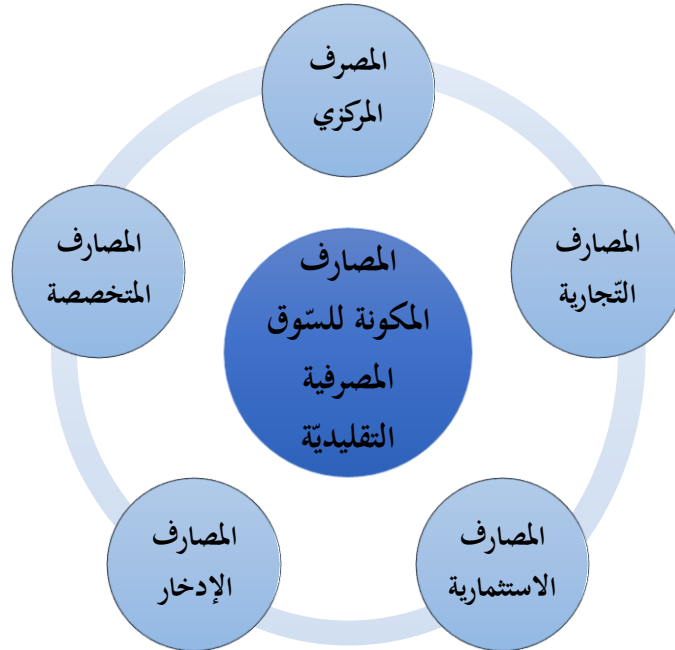 المصرف
المركزي
المصارف
التّجارية
المصارف
الاستثمارية
المصارف
الإدخار
المصارف
المتخصصة
المصارف
المكونة للسّوق
المصرفية
التقليديّة